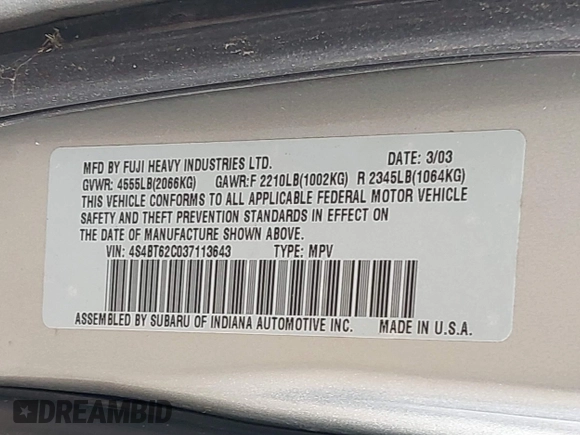 MFD BY FUJI HEAVY INDUSTRIES LTD. DATE: 3/03
GVWR: 4555LB(2066KG) GAWR:F 2210LB(1002KG) R 2345LB(1064KG)
THIS VEHICLE CONFORMS TO ALL APPLICABLE FEDERAL MOTOR VEHICLE
SAFETY AND THEFT PREVENTION STANDARDS IN EFFECT ON
THE DATE OF MANUFACTURE SHOWN ABOVE.
VIN: 4S4BT62C037113643 TYPE: MPV
ASSEMBLED BY SUBARU OF INDIANA AUTOMOTIVE INC. MADE IN U.S.A.
DREAMBID